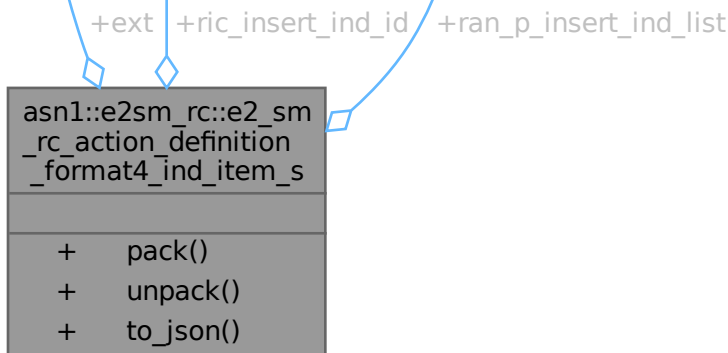 +ext +ric_insert_ind_id +ran_p_insert_ind_list
asn1::e2sm_rc::e2_sm
_rc_action_definition
_format4_ind_item_s
+ pack()
+ unpack()
+ to_json()